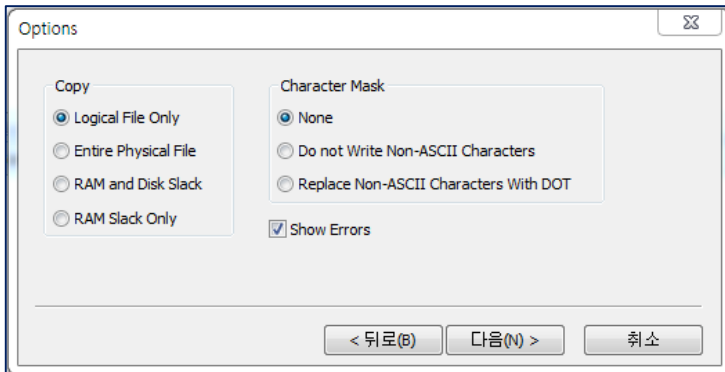 Options
Copy
Logical File Only
Entire Physical File
RAM and Disk Slack
RAM Slack Only
Character Mask
None
Do not Write Non-ASCII Characters
Replace Non-ASCII Characters With DOT
Show Errors
< 뒤로(B)
다음(N) >
취소